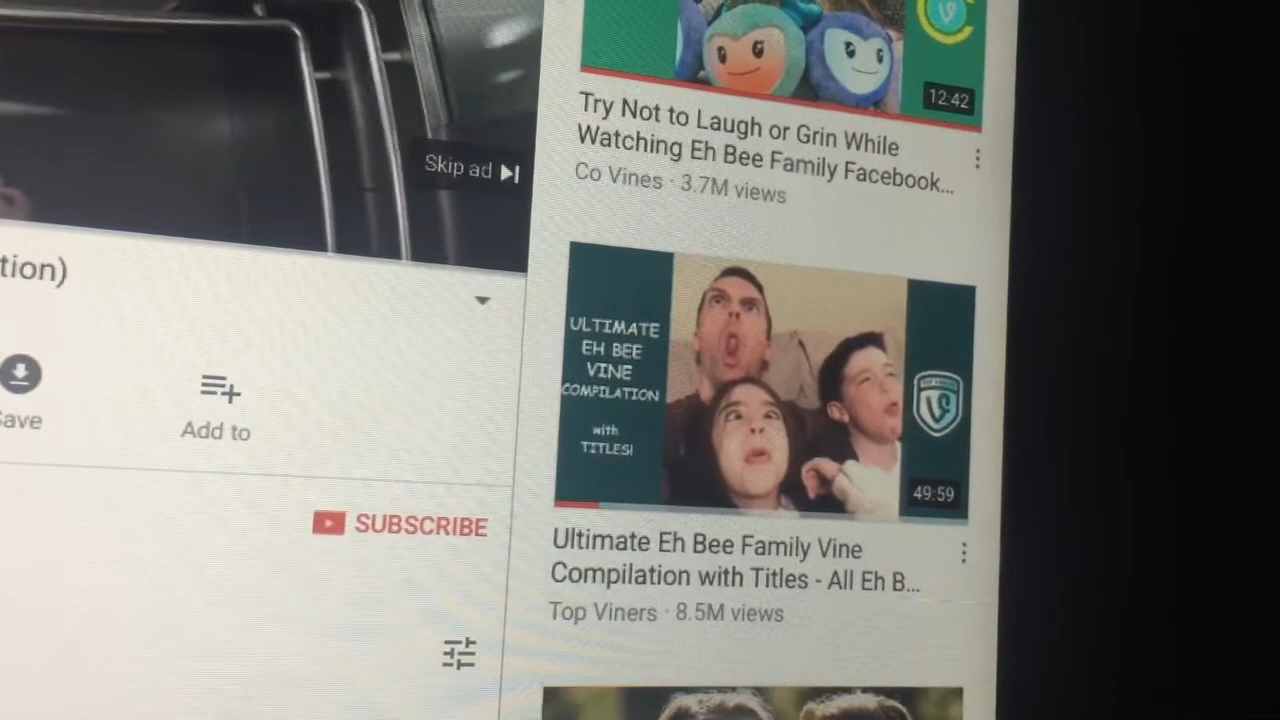 12:42
Try Not to Laugh or Grin While
Watching Eh Bee Family Facebook...
Co Vines · 3.7M views
Skip ad
tion)
ave
Add to
SUBSCRIBE
ULTIMATE
EH BEE
VINE
COMPILATION
with
TITLES!
49:59
Ultimate Eh Bee Family Vine
Compilation with Titles - All Eh B...
Top Viners · 8.5M views